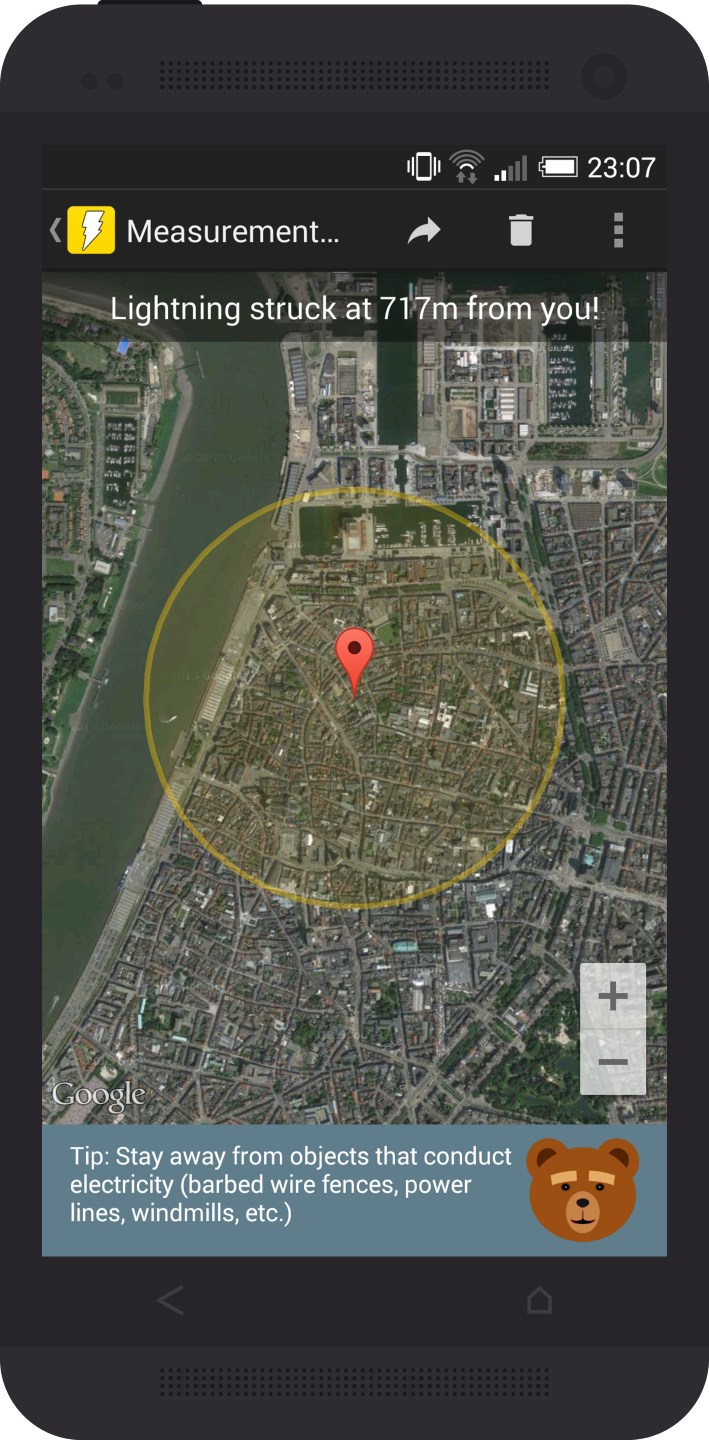 23:07
Measurement...
Lightning struck at 717m from you!
Google
Tip: Stay away from objects that conduct
electricity (barbed wire fences, power
lines, windmills, etc.)